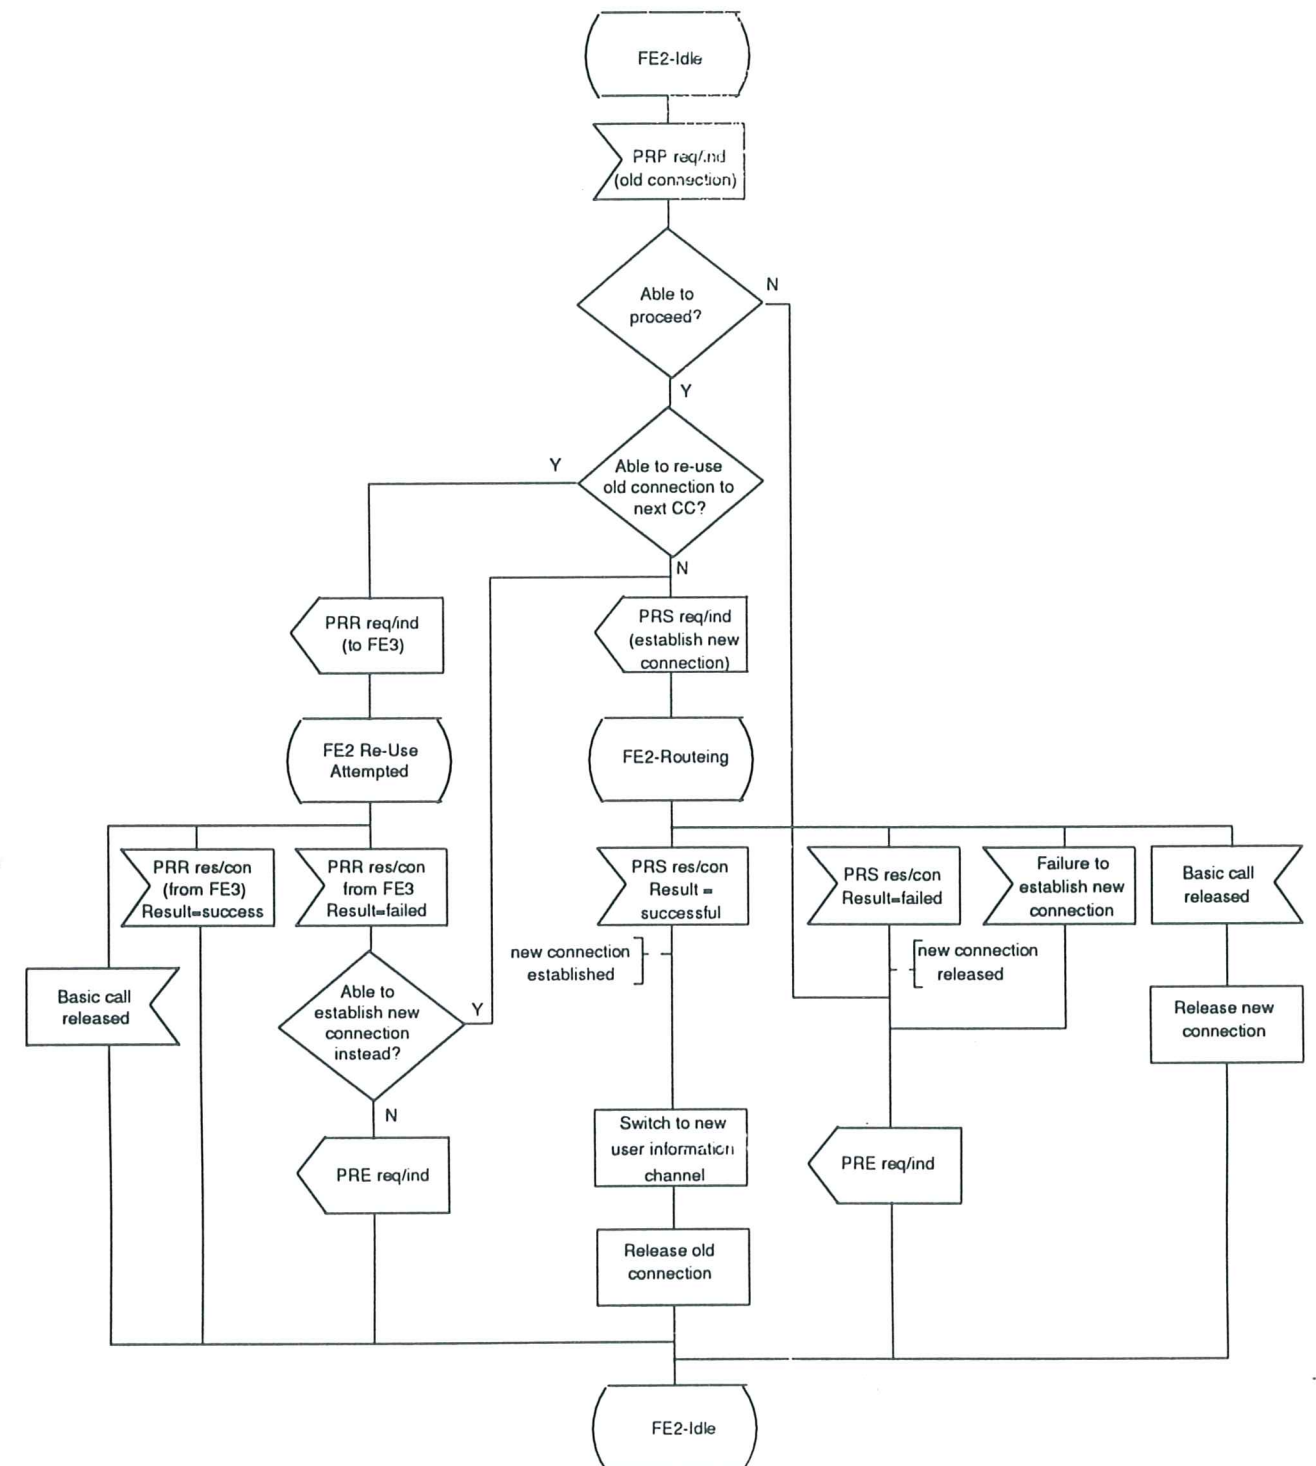 FE2-Idle
PRP req/ind
(old connection)
Able to
proceed?
N
Y
Able to re-use
old connection to
next CC?
Y
N
PRR req/ind
(to FE3)
PRS req/ind
(establish new
connection)
FE2 Re-Use
Attempted
FE2-Routeing
PRR res/con
(from FE3)
Result=success
PRR res/con
from FE3
Result=failed
PRS res/con
Result =
successful
PRS res/con
Result=failed
Failure to
establish new
connection
Basic call
released
new connection
established
new connection
released
Basic call
released
Able to
establish new
connection
instead?
Y
N
Release new
connection
Switch to new
user information
channel
PRE req/ind
PRE req/ind
Release old
connection
FE2-Idle